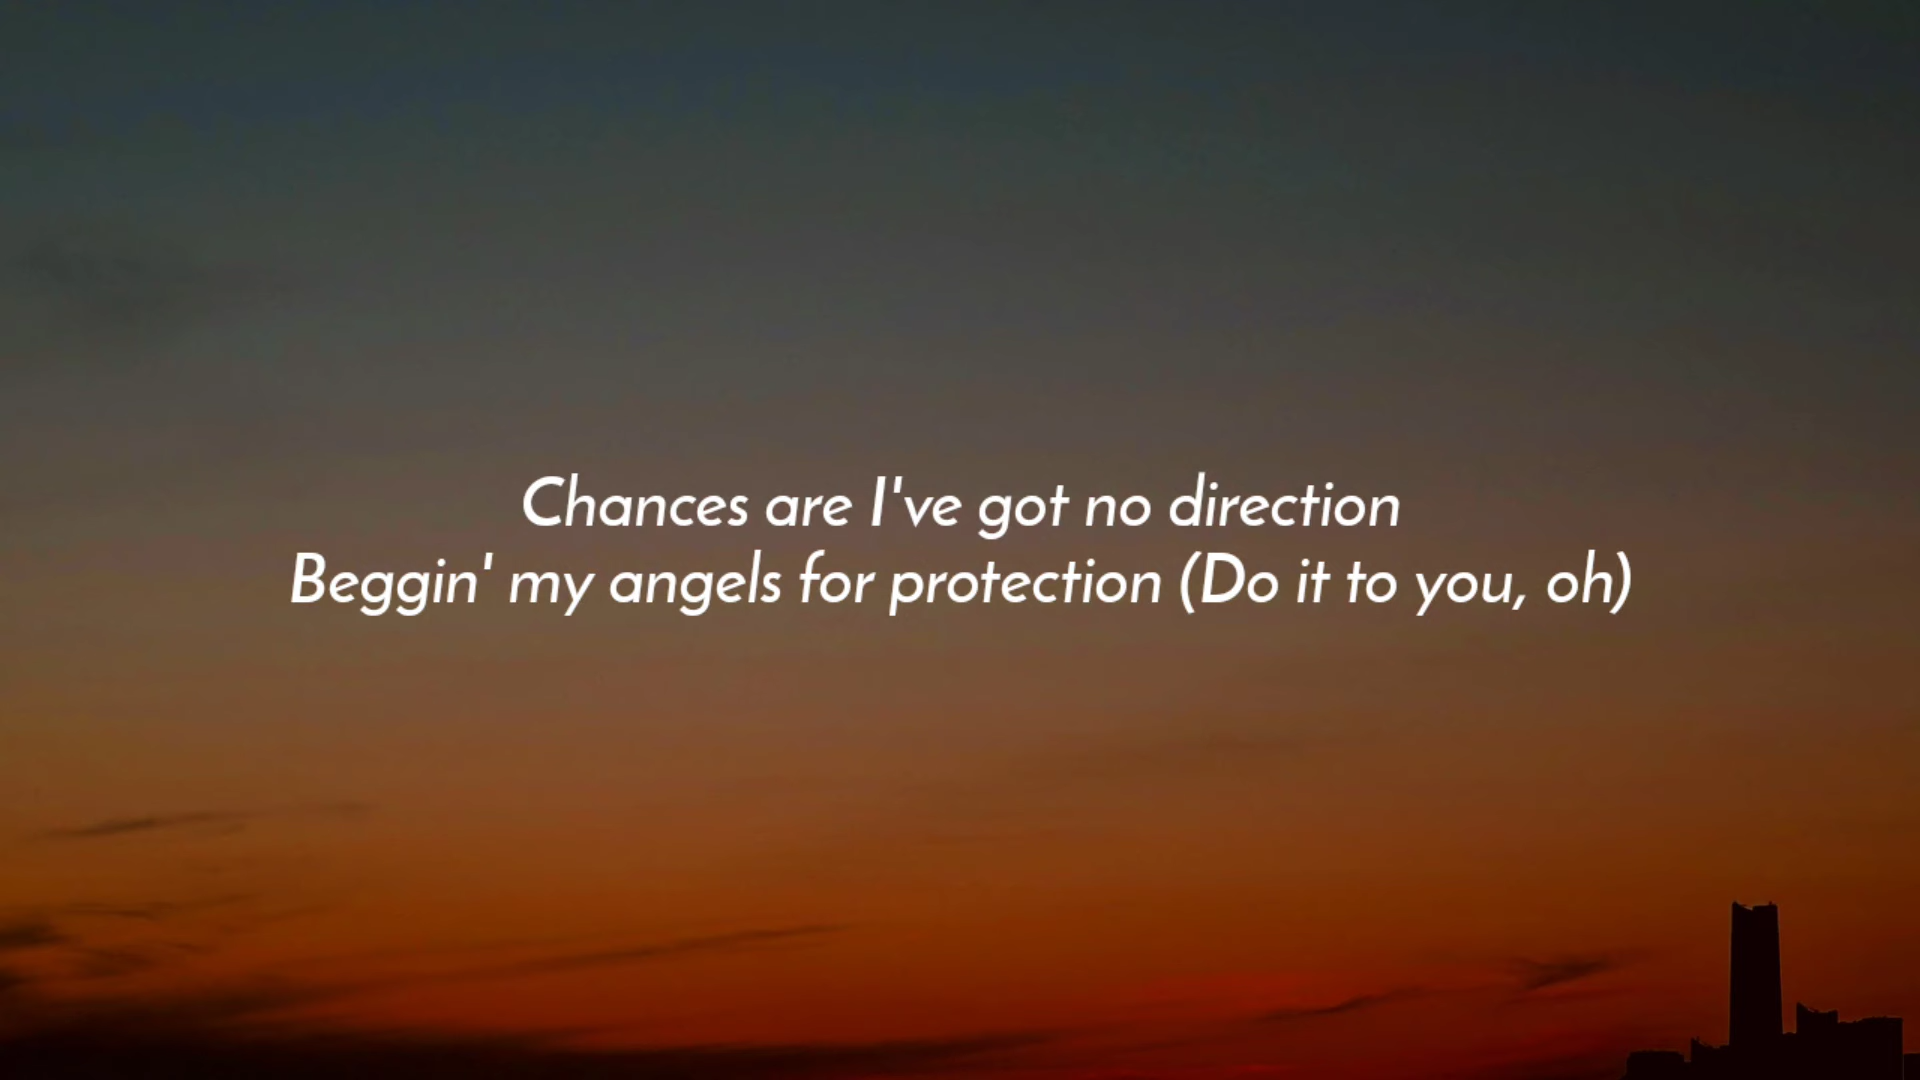 Chances are I've got no direction
Beggin' my angels for protection (Do it to you, oh)